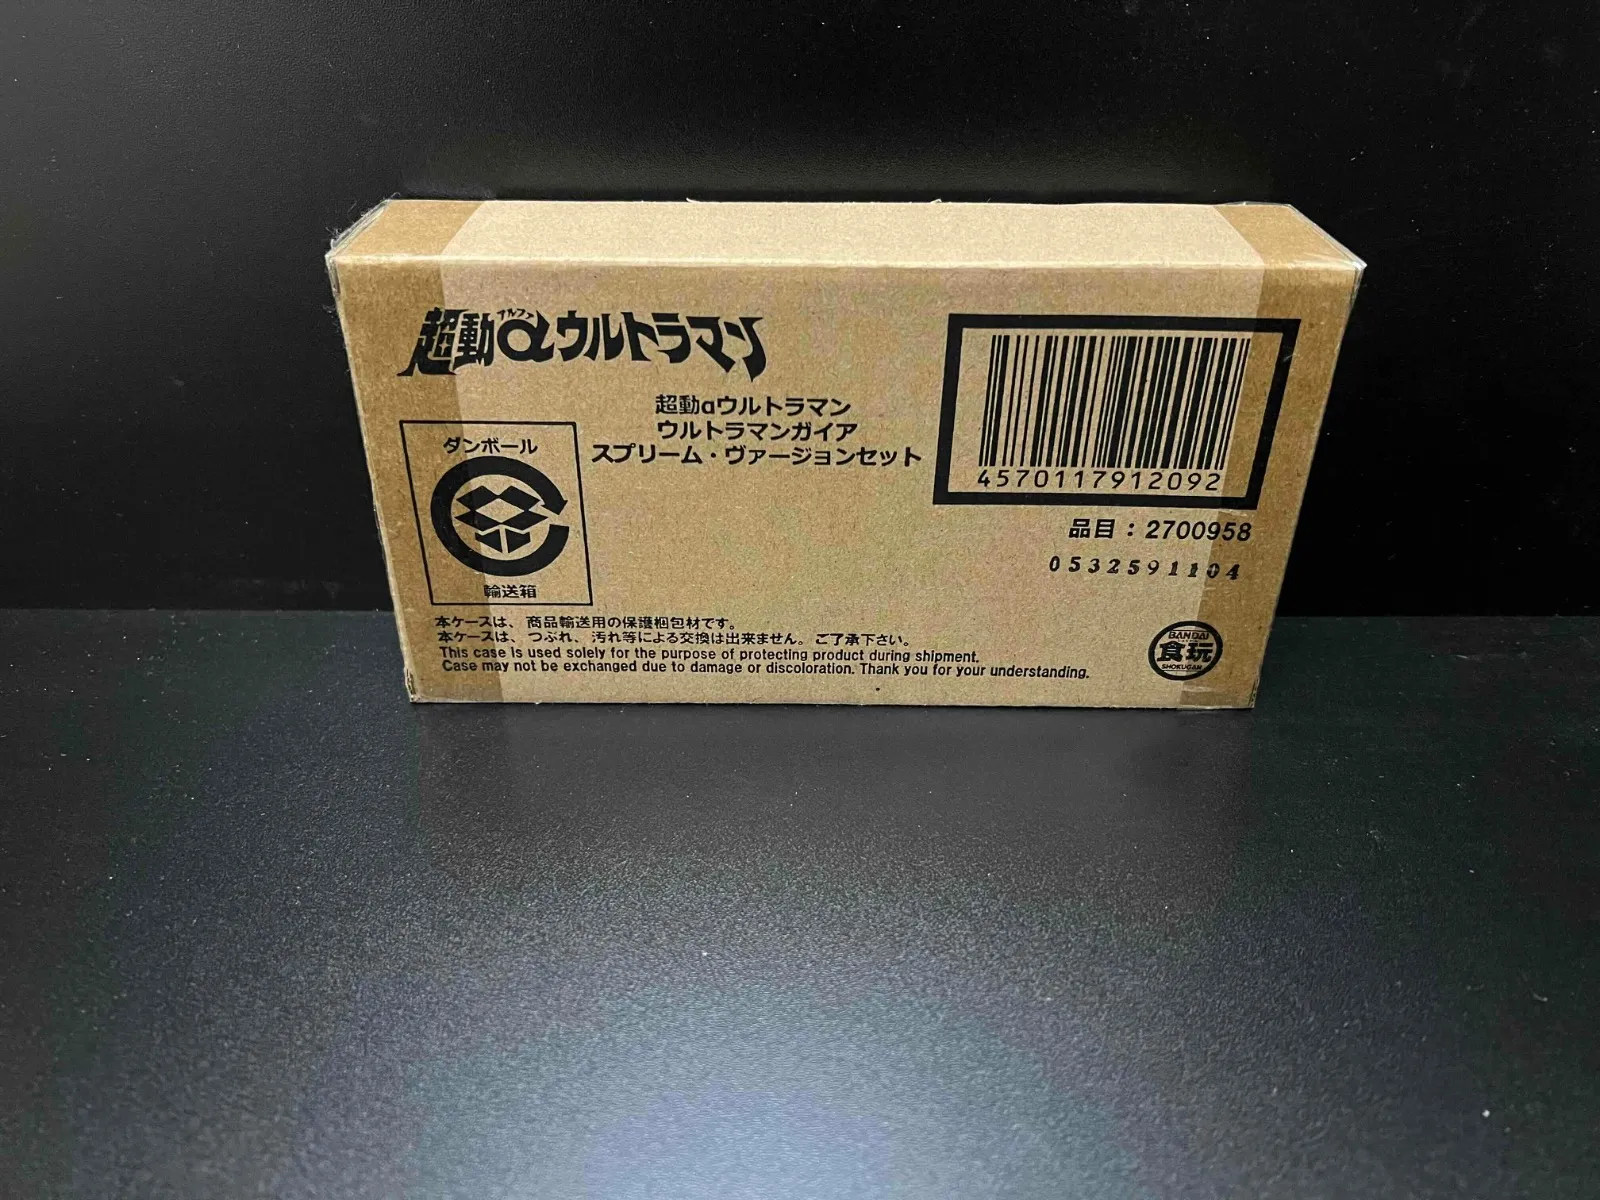 アルファ
超動αウルトラマン
超動αウルトラマン
ウルトラマンガイア
スプリーム・ヴァージョンセット
4570117912092
品目：2700958
0532591104
ダンボール
輸送箱
本ケースは、商品輸送用の保護梱包材です。
本ケースは、つぶれ、汚れ等による交換は出来ません。ご了承下さい。
This case is used solely for the purpose of protecting product during shipment.
Case may not be exchanged due to damage or discoloration. Thank you for your understanding.
BANDAI
食玩
SHOKUGAN